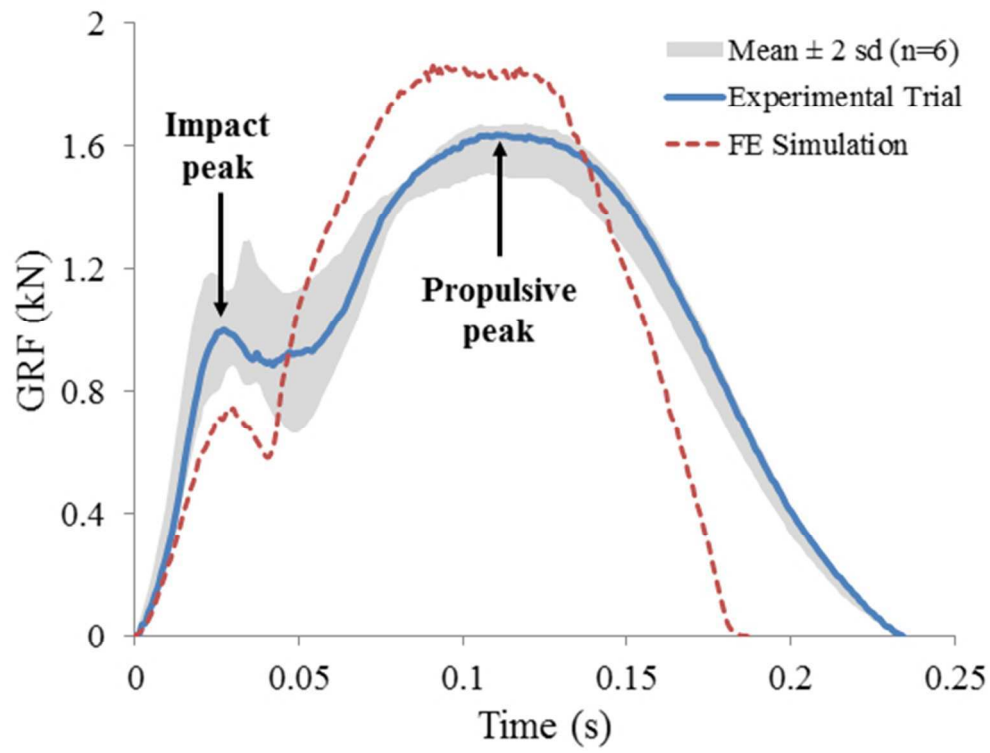 2
1.6
1.2
0.8
0.4
0
GRF (kN)
Impact
peak
Propulsive
peak
Mean ± 2 sd (n=6)
Experimental Trial
FE Simulation
0
0.05
0.1
0.15
0.2
0.25
Time (s)